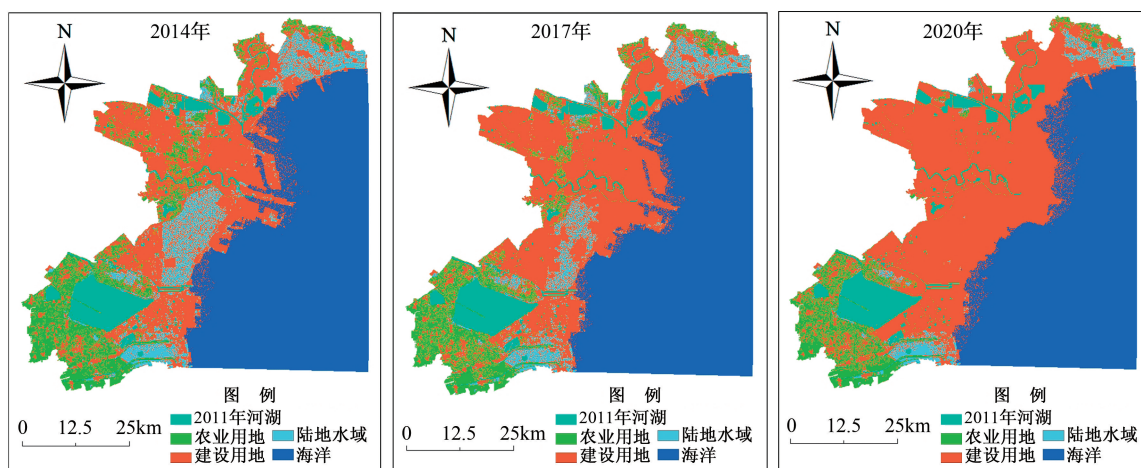 2014年
N
图 例
2011年河湖
农业用地 陆地水域
建设用地 海洋
0 12.5 25km
2017年
N
图 例
2011年河湖
农业用地 陆地水域
建设用地 海洋
0 12.5 25km
2020年
N
图 例
2011年河湖
农业用地 陆地水域
建设用地 海洋
0 12.5 25km